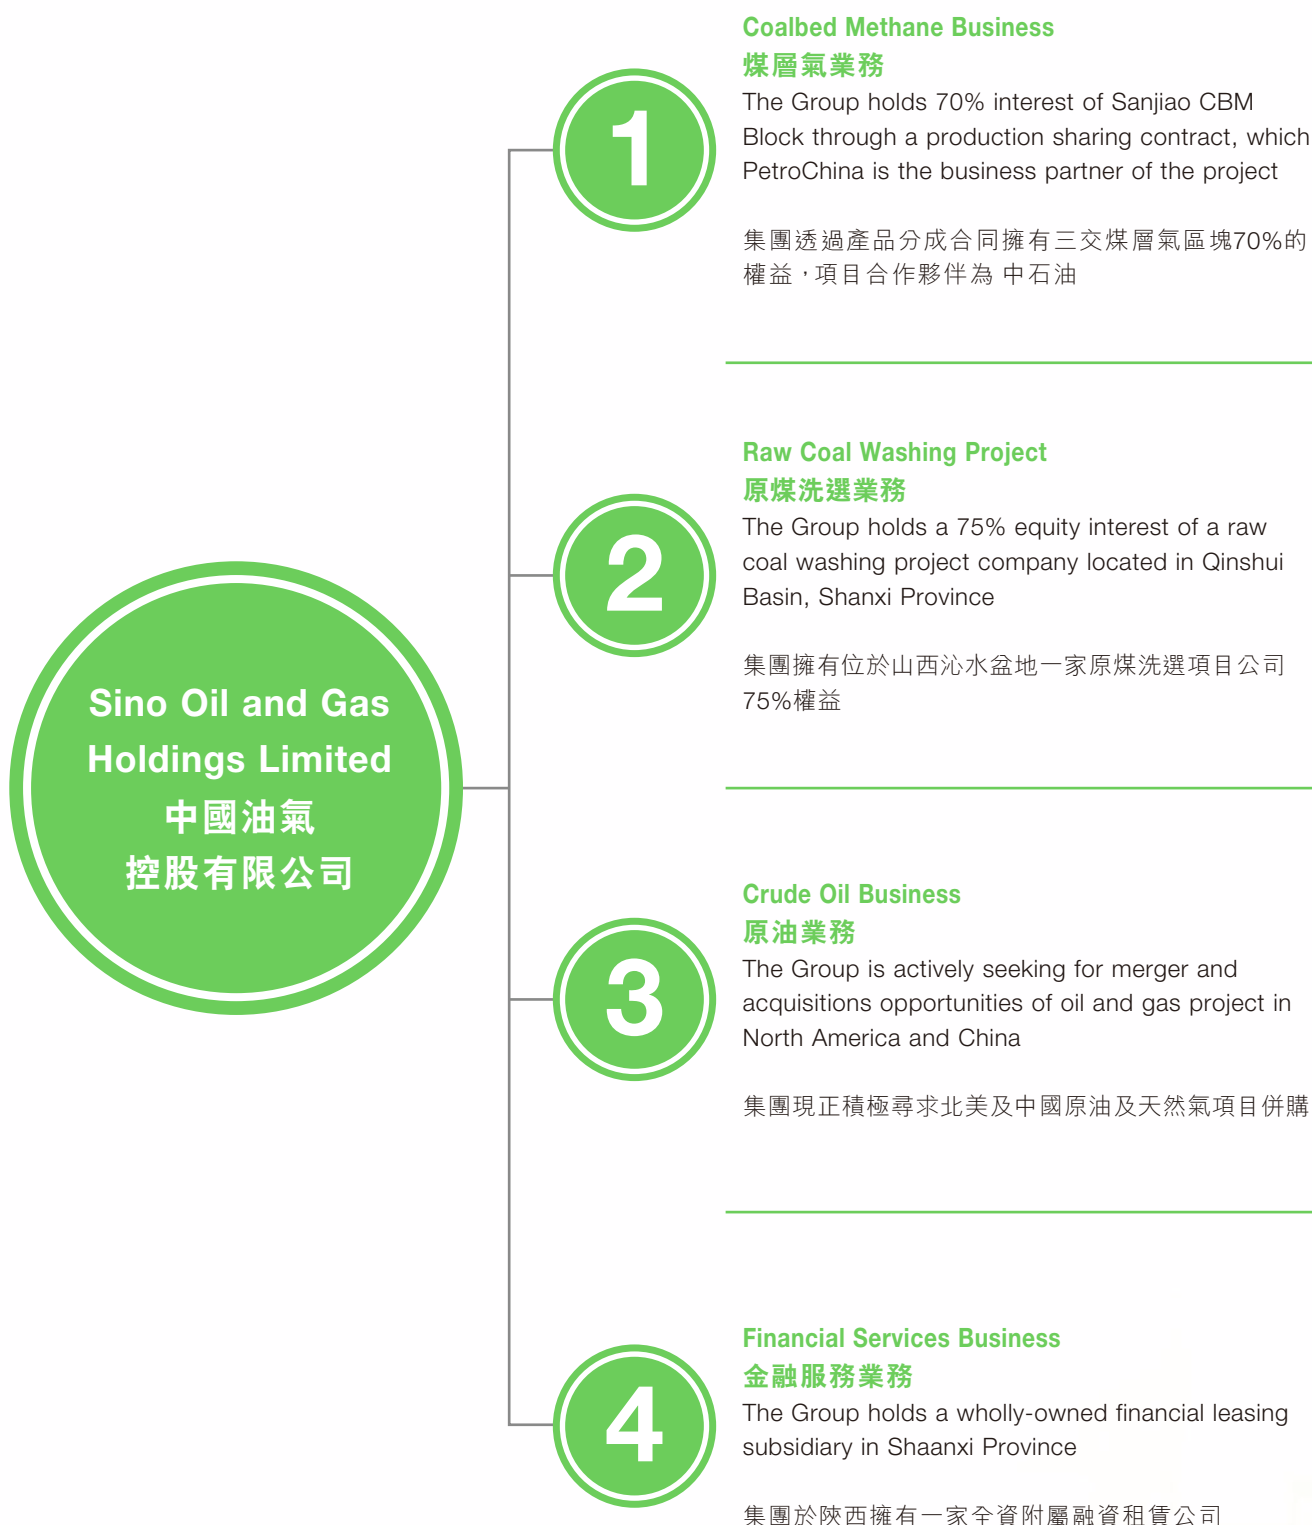 Sino Oil and Gas
Holdings Limited
中國油氣
控股有限公司
1
Coalbed Methane Business
煤層氣業務
The Group holds 70% interest of Sanjiao CBM
Block through a production sharing contract, which
PetroChina is the business partner of the project
集團透過產品分成合同擁有三交煤層氣區塊70%的
權益，項目合作夥伴為 中石油
2
Raw Coal Washing Project
原煤洗選業務
The Group holds a 75% equity interest of a raw
coal washing project company located in Qinshui
Basin, Shanxi Province
集團擁有位於山西沁水盆地一家原煤洗選項目公司
75%權益
3
Crude Oil Business
原油業務
The Group is actively seeking for merger and
acquisitions opportunities of oil and gas project in
North America and China
集團現正積極尋求北美及中國原油及天然氣項目併購
4
Financial Services Business
金融服務業務
The Group holds a wholly-owned financial leasing
subsidiary in Shaanxi Province
集團於陝西擁有一家全資附屬融資租賃公司